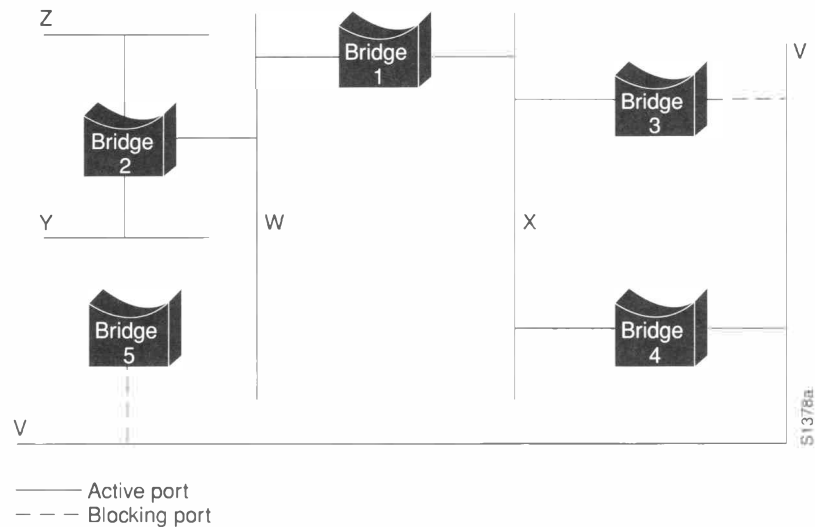 Z
Bridge
1
V
Bridge
3
Bridge
2
Y
W
X
Bridge
5
Bridge
4
V
S1378a
Active port
Blocking port